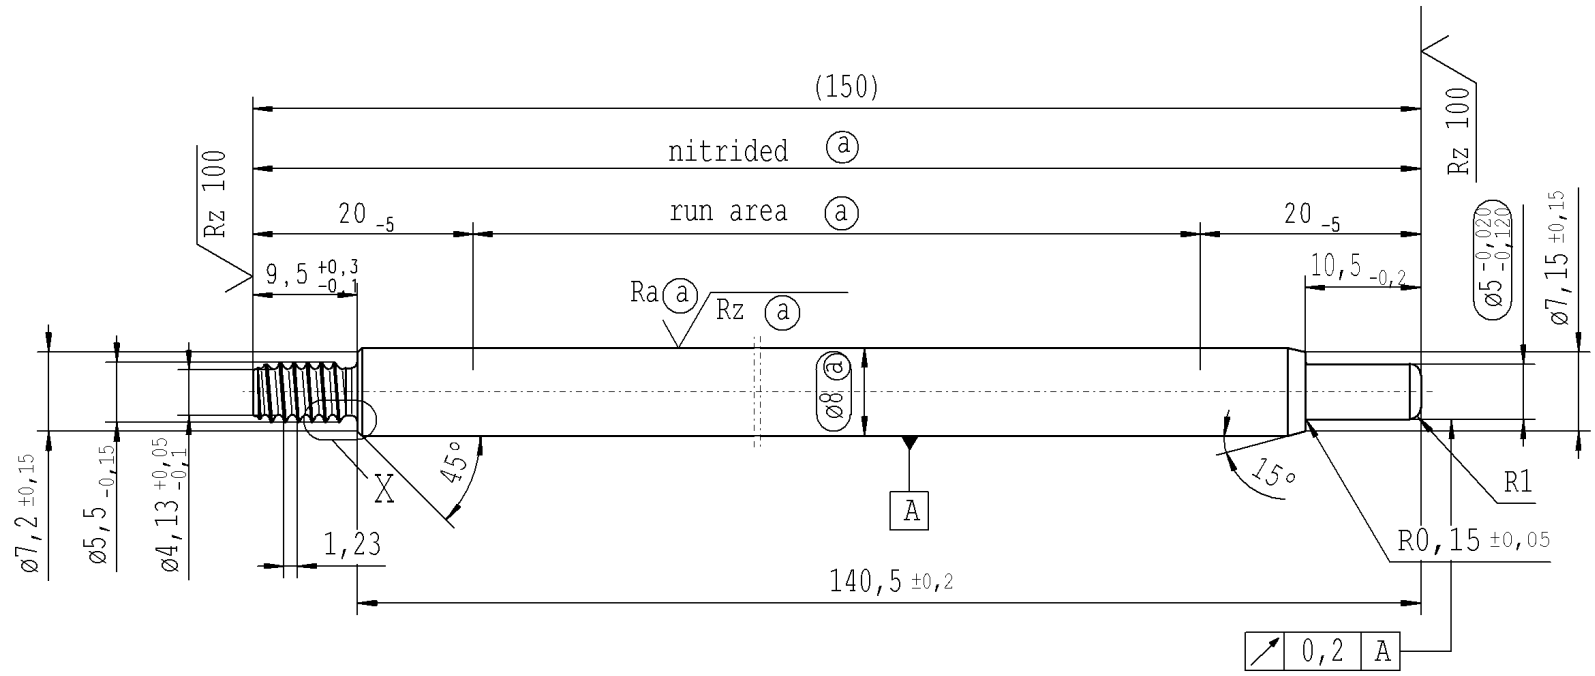 (150)
nitrided a
Rz 100
Rz 100
20 -5
run area a
20 -5
9,5 +0,3 -0,1
10,5 -0,2
ø5 -0,020 -0,120
ø7,15 ±0,15
Ra a
Rz a
ø8 a
ø7,2 ±0,15
ø5,5 -0,15
ø4,13 +0,05 -0,1
X
45°
15°
A
R1
1,23
R0,15 ±0,05
140,5 ±0,2
0,2 A